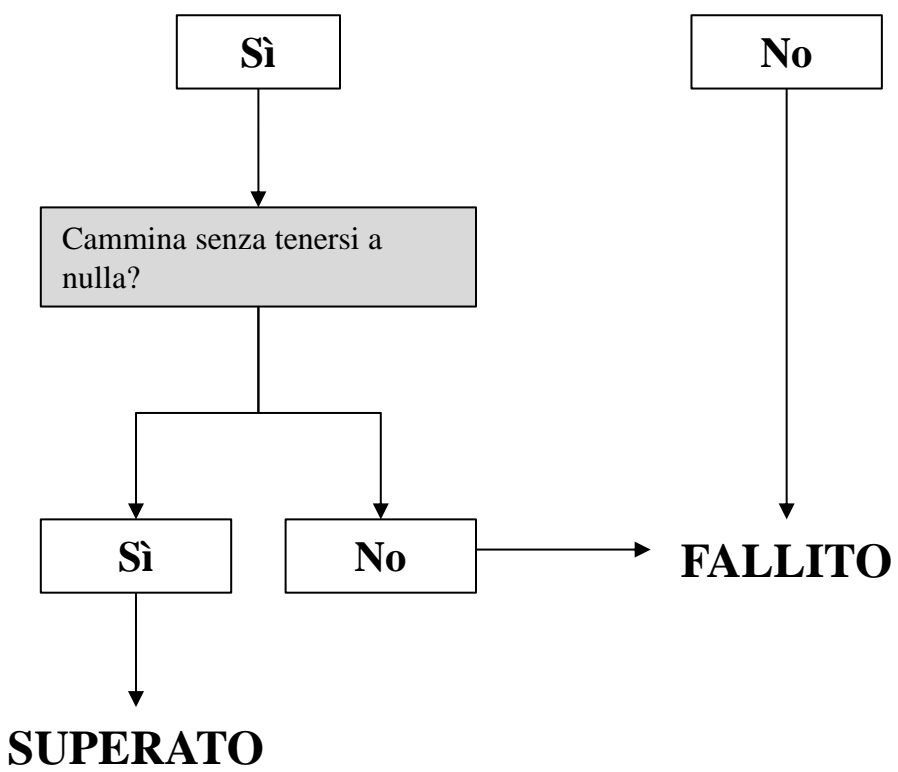 Sì
No
Cammina senza tenersi a
nulla?
Sì
No
FALLITO
SUPERATO